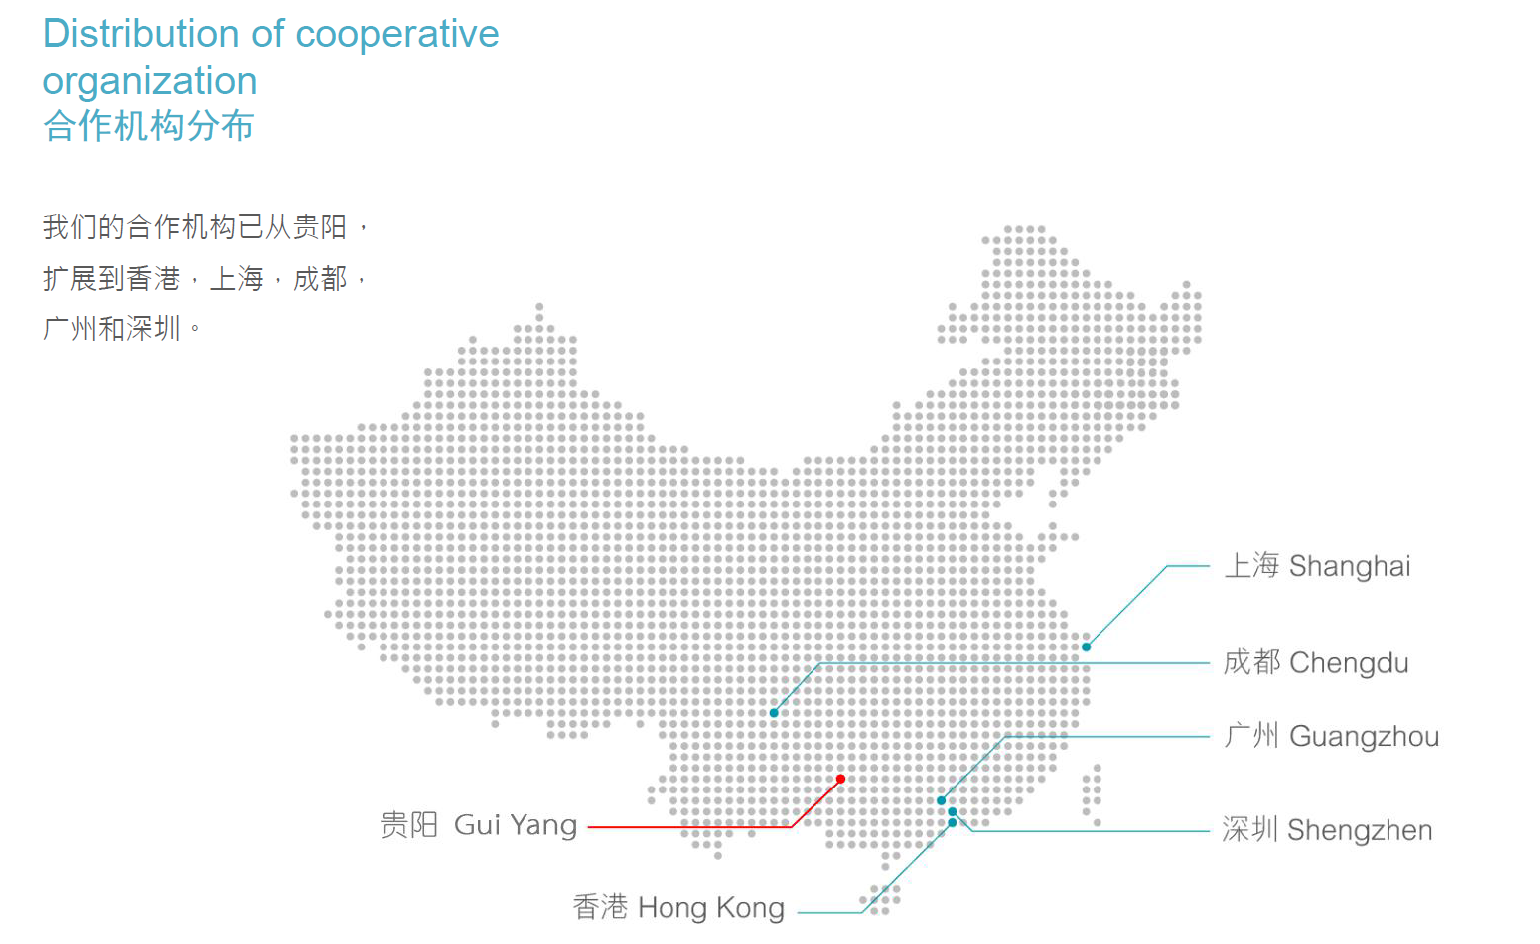 Distribution of cooperative
organization
合作机构分布
我们的合作机构已从贵阳，
扩展到香港，上海，成都，
广州和深圳。
上海 Shanghai
成都 Chengdu
广州 Guangzhou
贵阳 Gui Yang
深圳 Shengzhen
香港 Hong Kong